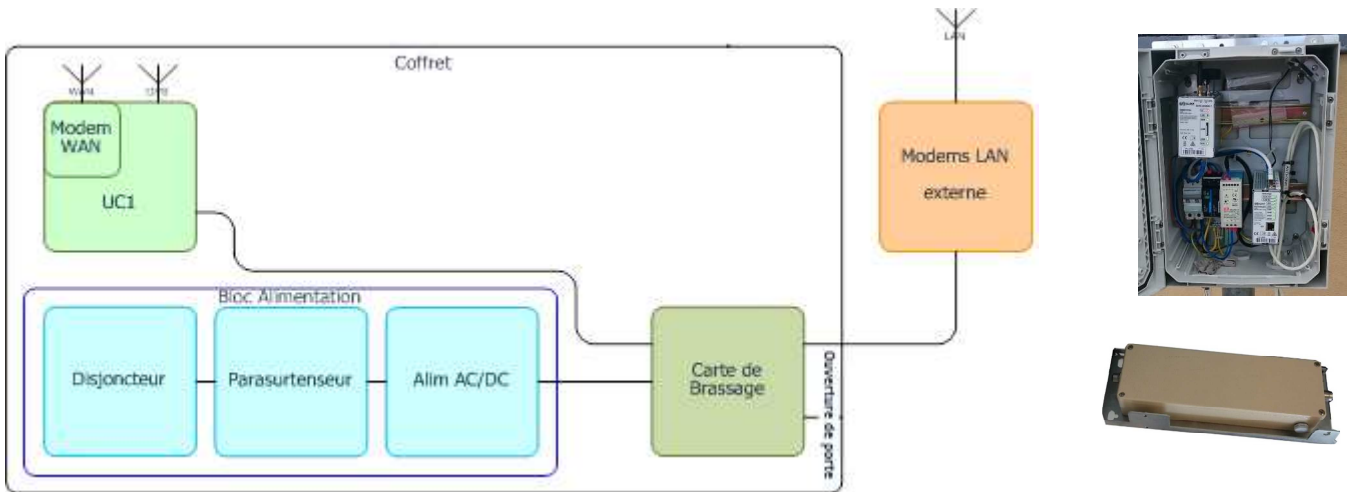 LAN
Coffret
WAN
Modem
WAN
UC1
Modems LAN
externe
Bloc Alimentation
Disjoncteur
Parasurtenseur
Alim AC/DC
Carte de
Brassage
Ouverture de porte